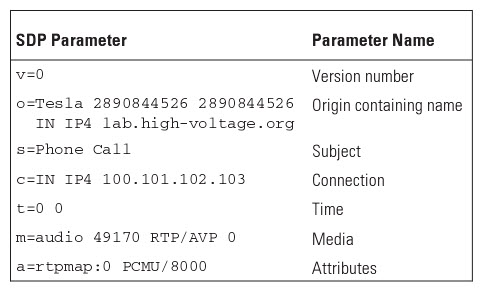 SDP Parameter Parameter Name
v=0 Version number
o=Tesla 2890844526 2890844526 Origin containing name
IN IP4 lab.high-voltage.org
s=Phone Call Subject
c=IN IP4 100.101.102.103 Connection
t=0 0 Time
m=audio 49170 RTP/AVP 0 Media
a=rtpmap:0 PCMU/8000 Attributes